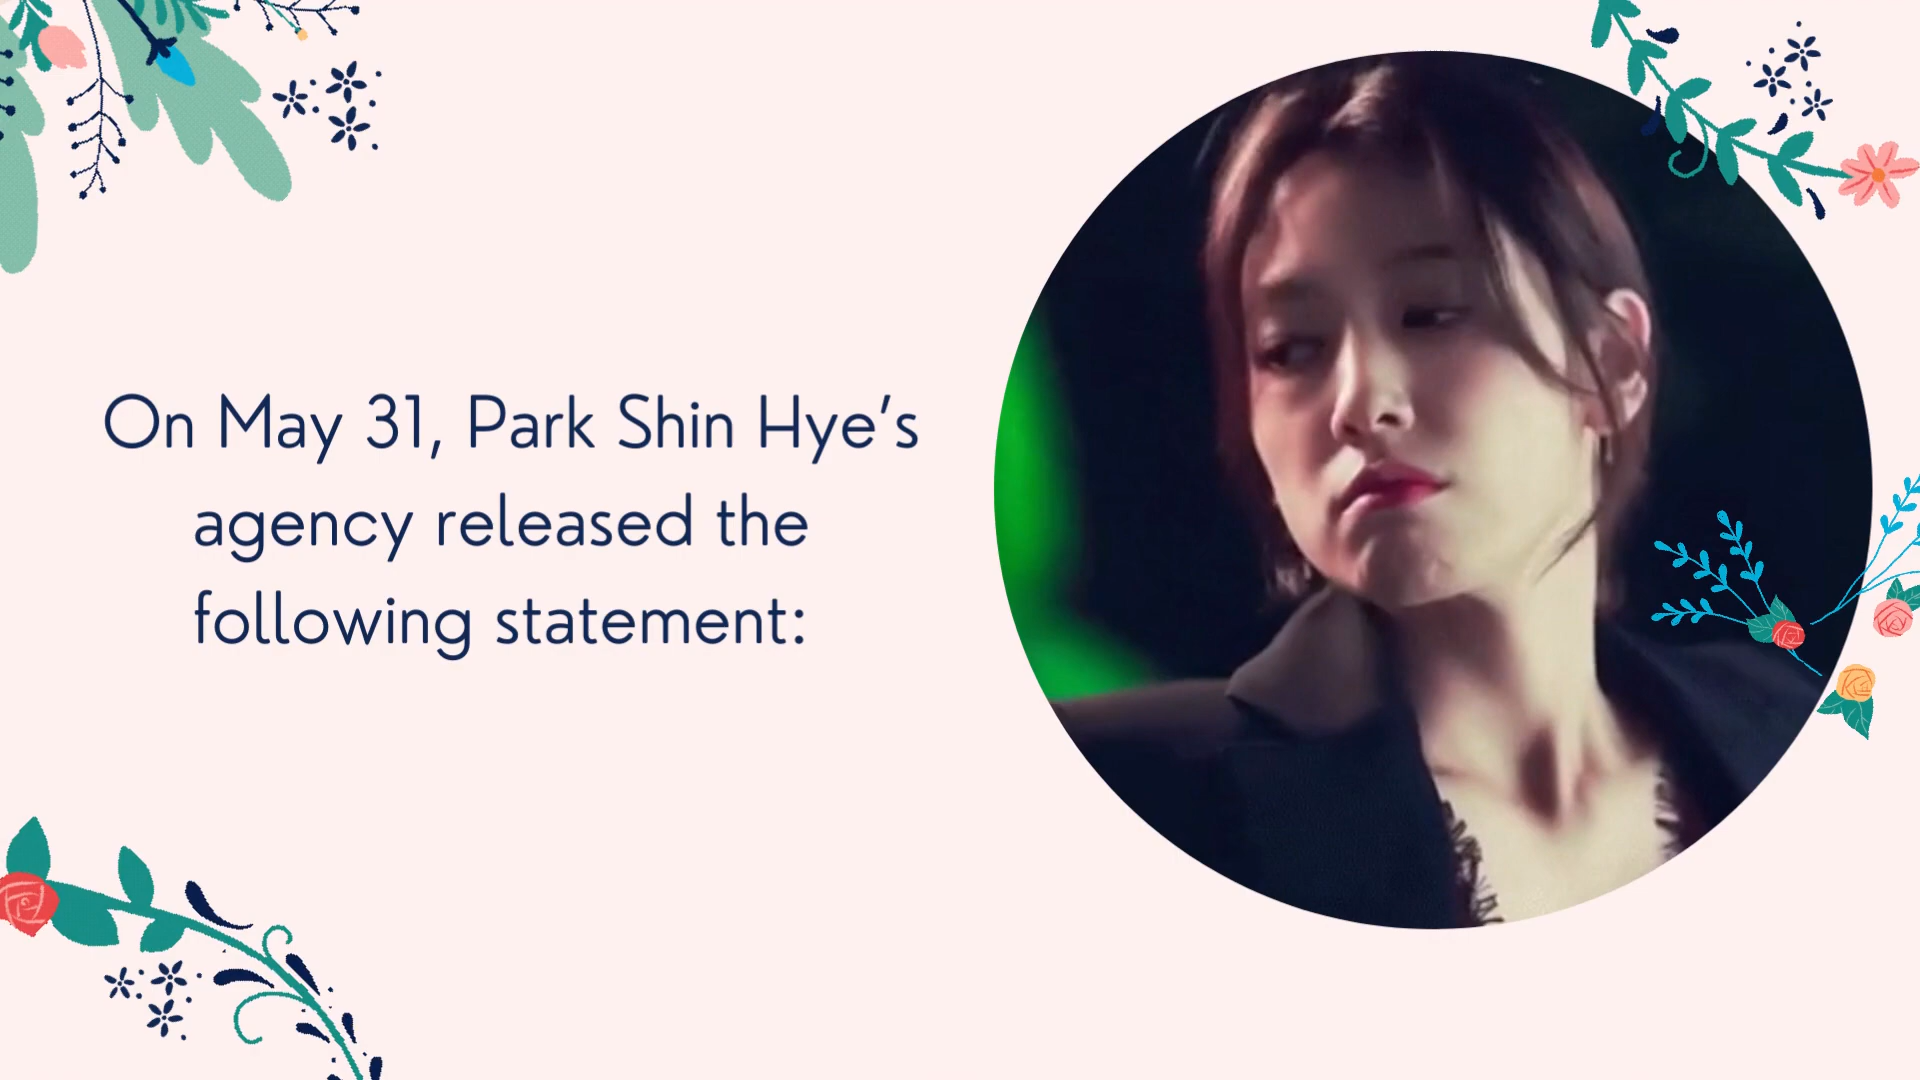 On May 31, Park Shin Hye’s
agency released the
following statement: